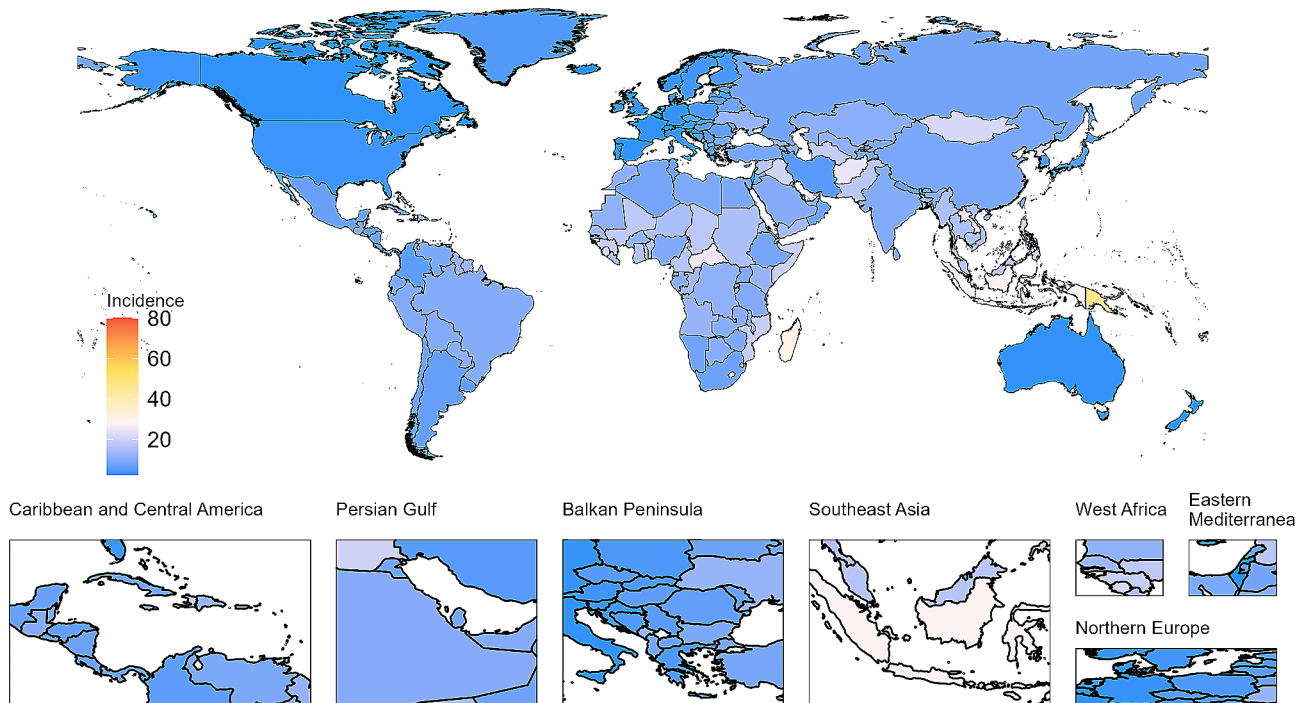 Incidence
80
60
40
20
Caribbean and Central America
Persian Gulf
Balkan Peninsula
Southeast Asia
West Africa
Eastern
Mediterranea
Northern Europe